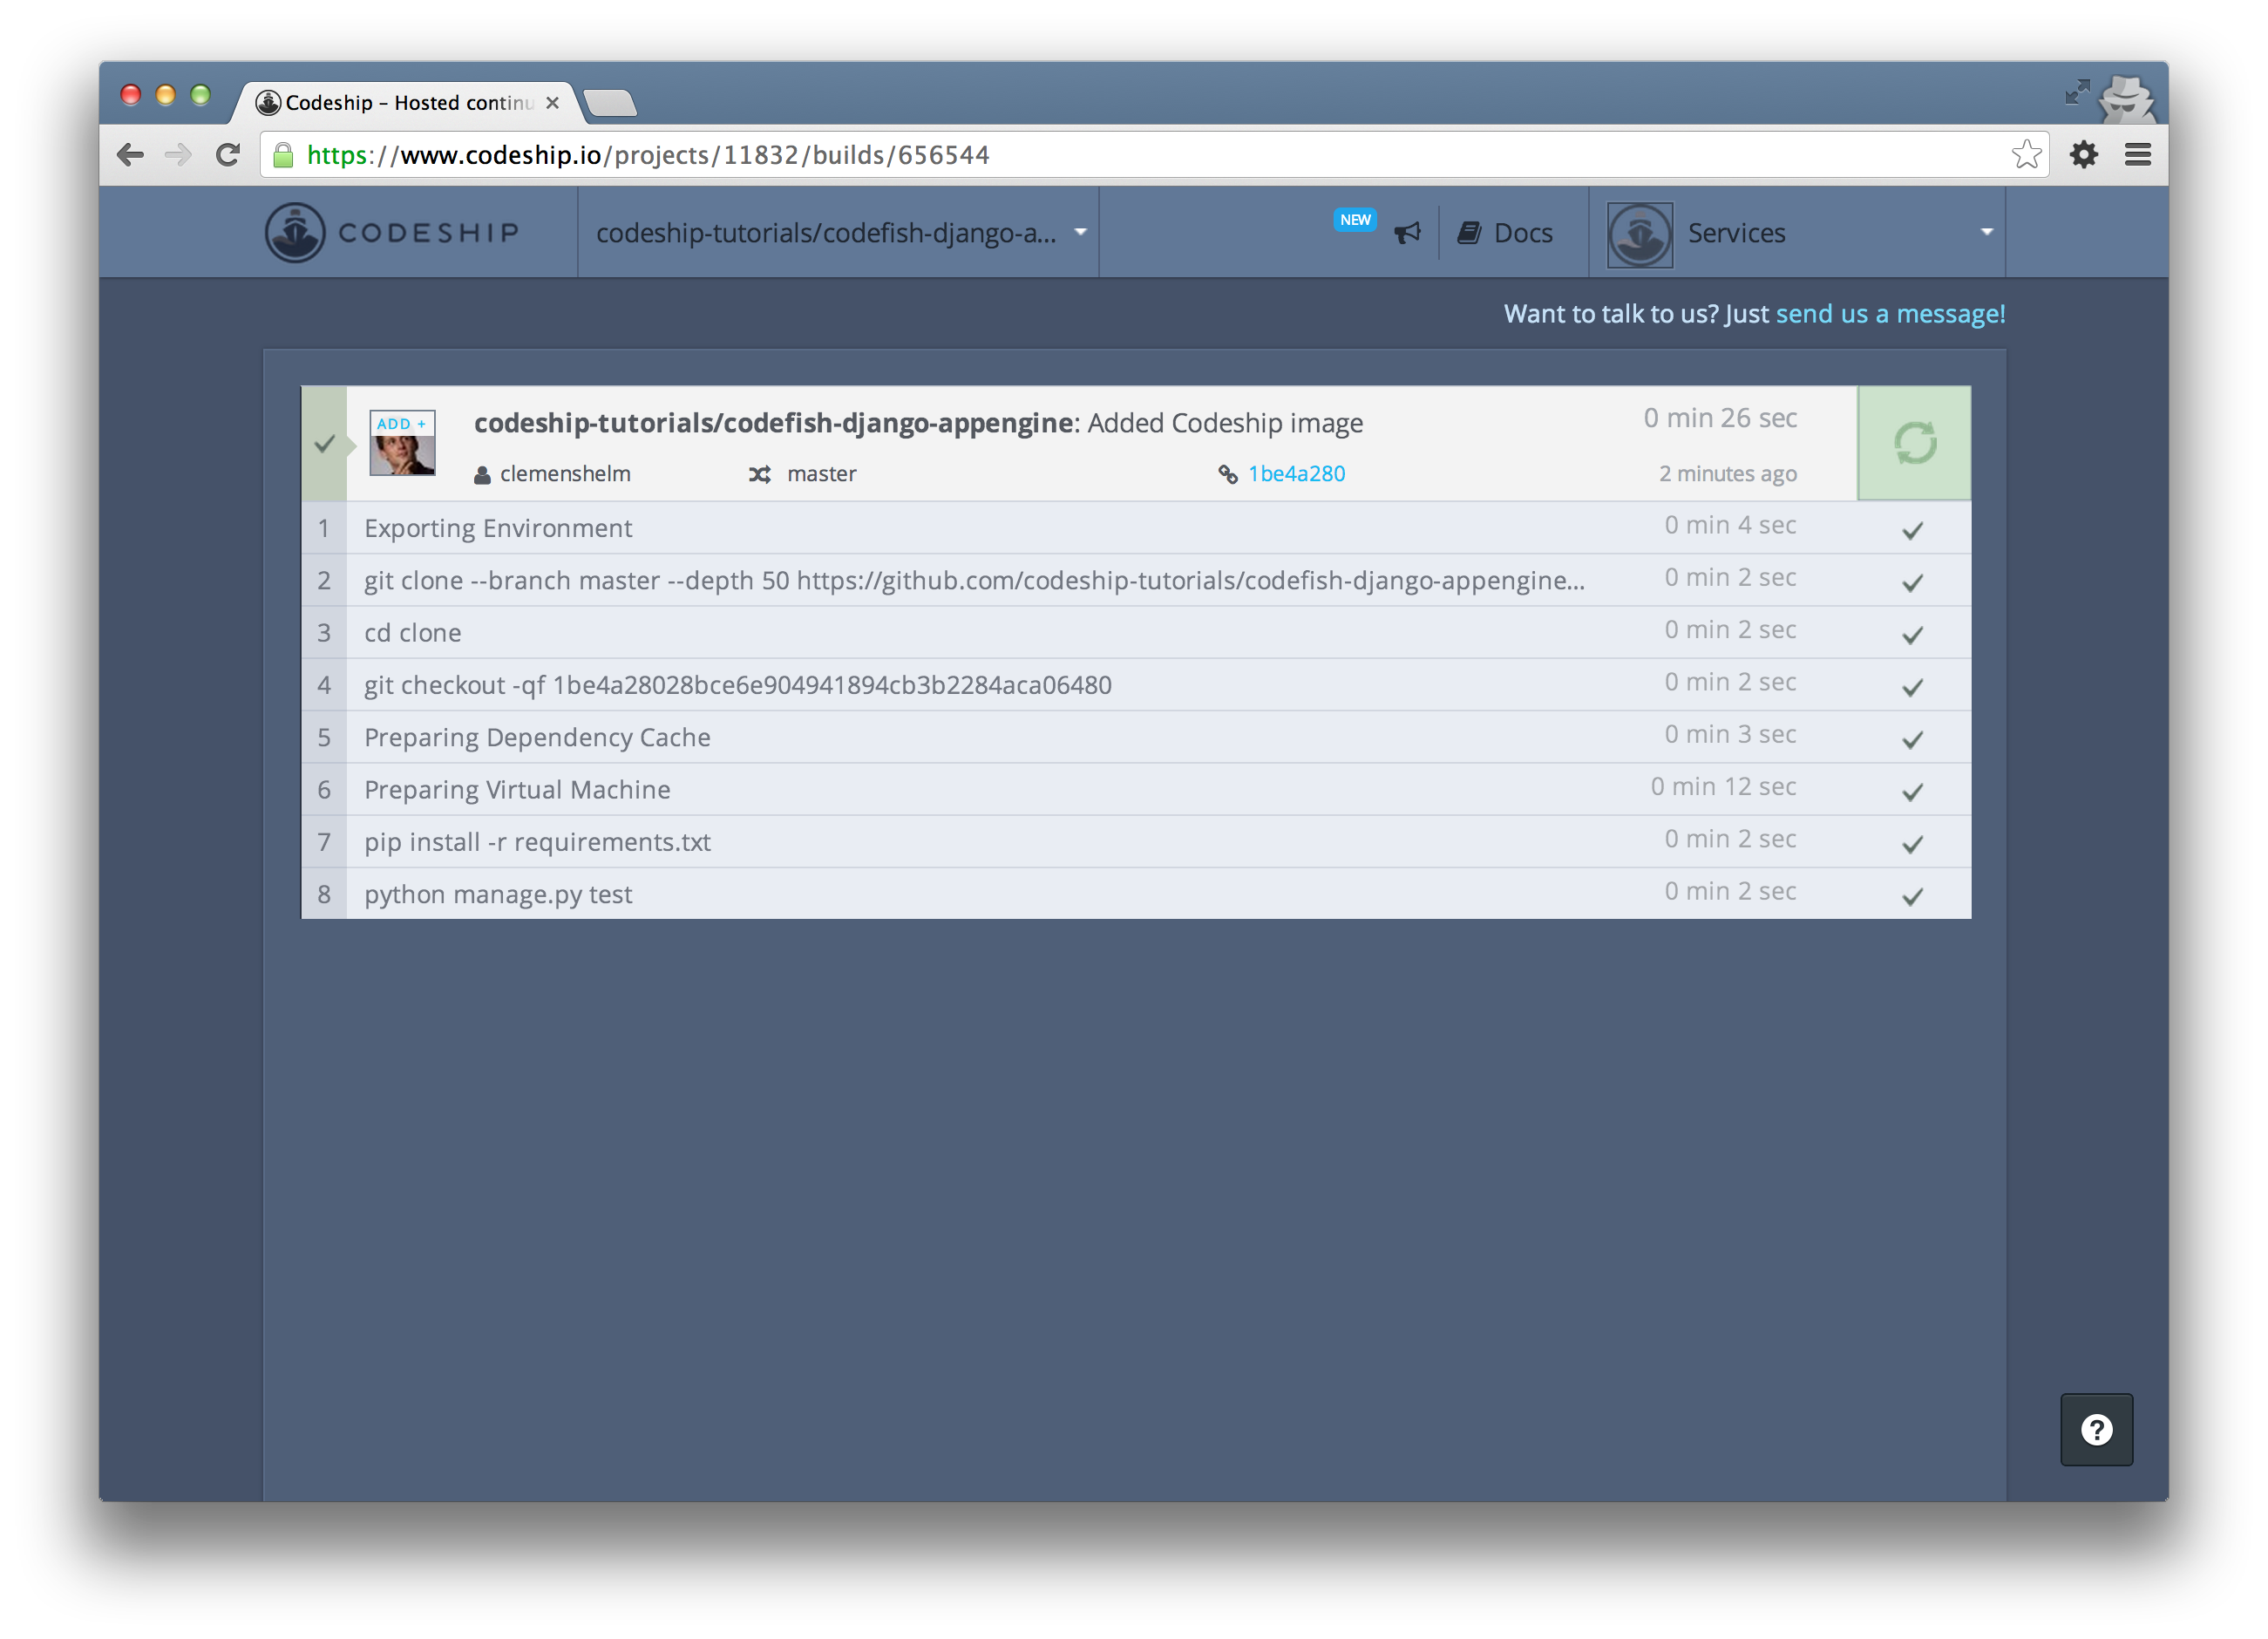 Codeship – Hosted continu
https://www.codeship.io/projects/11832/builds/656544
CODESHIP
codeship-tutorials/codefish-django-a...
NEW
Docs
Services
Want to talk to us? Just send us a message!
ADD +
codeship-tutorials/codefish-django-appengine: Added Codeship image
0 min 26 sec
clemenshelm
master
1be4a280
2 minutes ago
1 Exporting Environment 0 min 4 sec
2 git clone --branch master --depth 50 https://github.com/codeship-tutorials/codefish-django-appengine... 0 min 2 sec
3 cd clone 0 min 2 sec
4 git checkout -qf 1be4a28028bce6e904941894cb3b2284aca06480 0 min 2 sec
5 Preparing Dependency Cache 0 min 3 sec
6 Preparing Virtual Machine 0 min 12 sec
7 pip install -r requirements.txt 0 min 2 sec
8 python manage.py test 0 min 2 sec
?